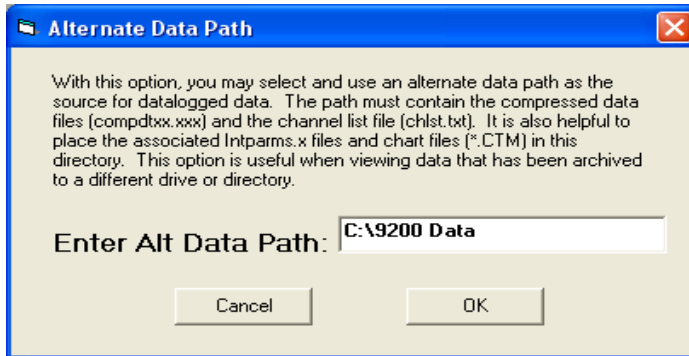 Alternate Data Path
With this option, you may select and use an alternate data path as the
source for datalogged data.  The path must contain the compressed data
files (compdtxx.xxx) and the channel list file (chlst.txt).  It is also helpful to
place the associated Intparms.x files and chart files (*.CTM) in this
directory.  This option is useful when viewing data that has been archived
to a different drive or directory.
Enter Alt Data Path: C:\9200 Data
Cancel OK